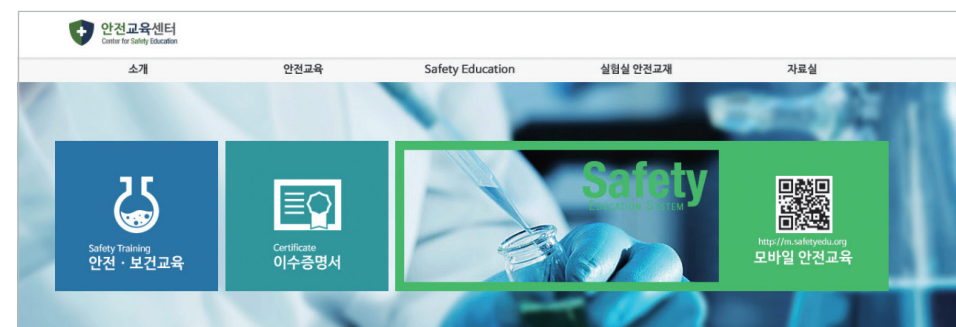 안전교육센터
Center for Safety Education
소개 안전교육 Safety Education 실험실 안전교재 자료실
Safety
EDUCATION SYSTEM
Safety Training
안전 · 보건교육
Certificate
이수증명서
http://m.safetyedu.org
모바일 안전교육